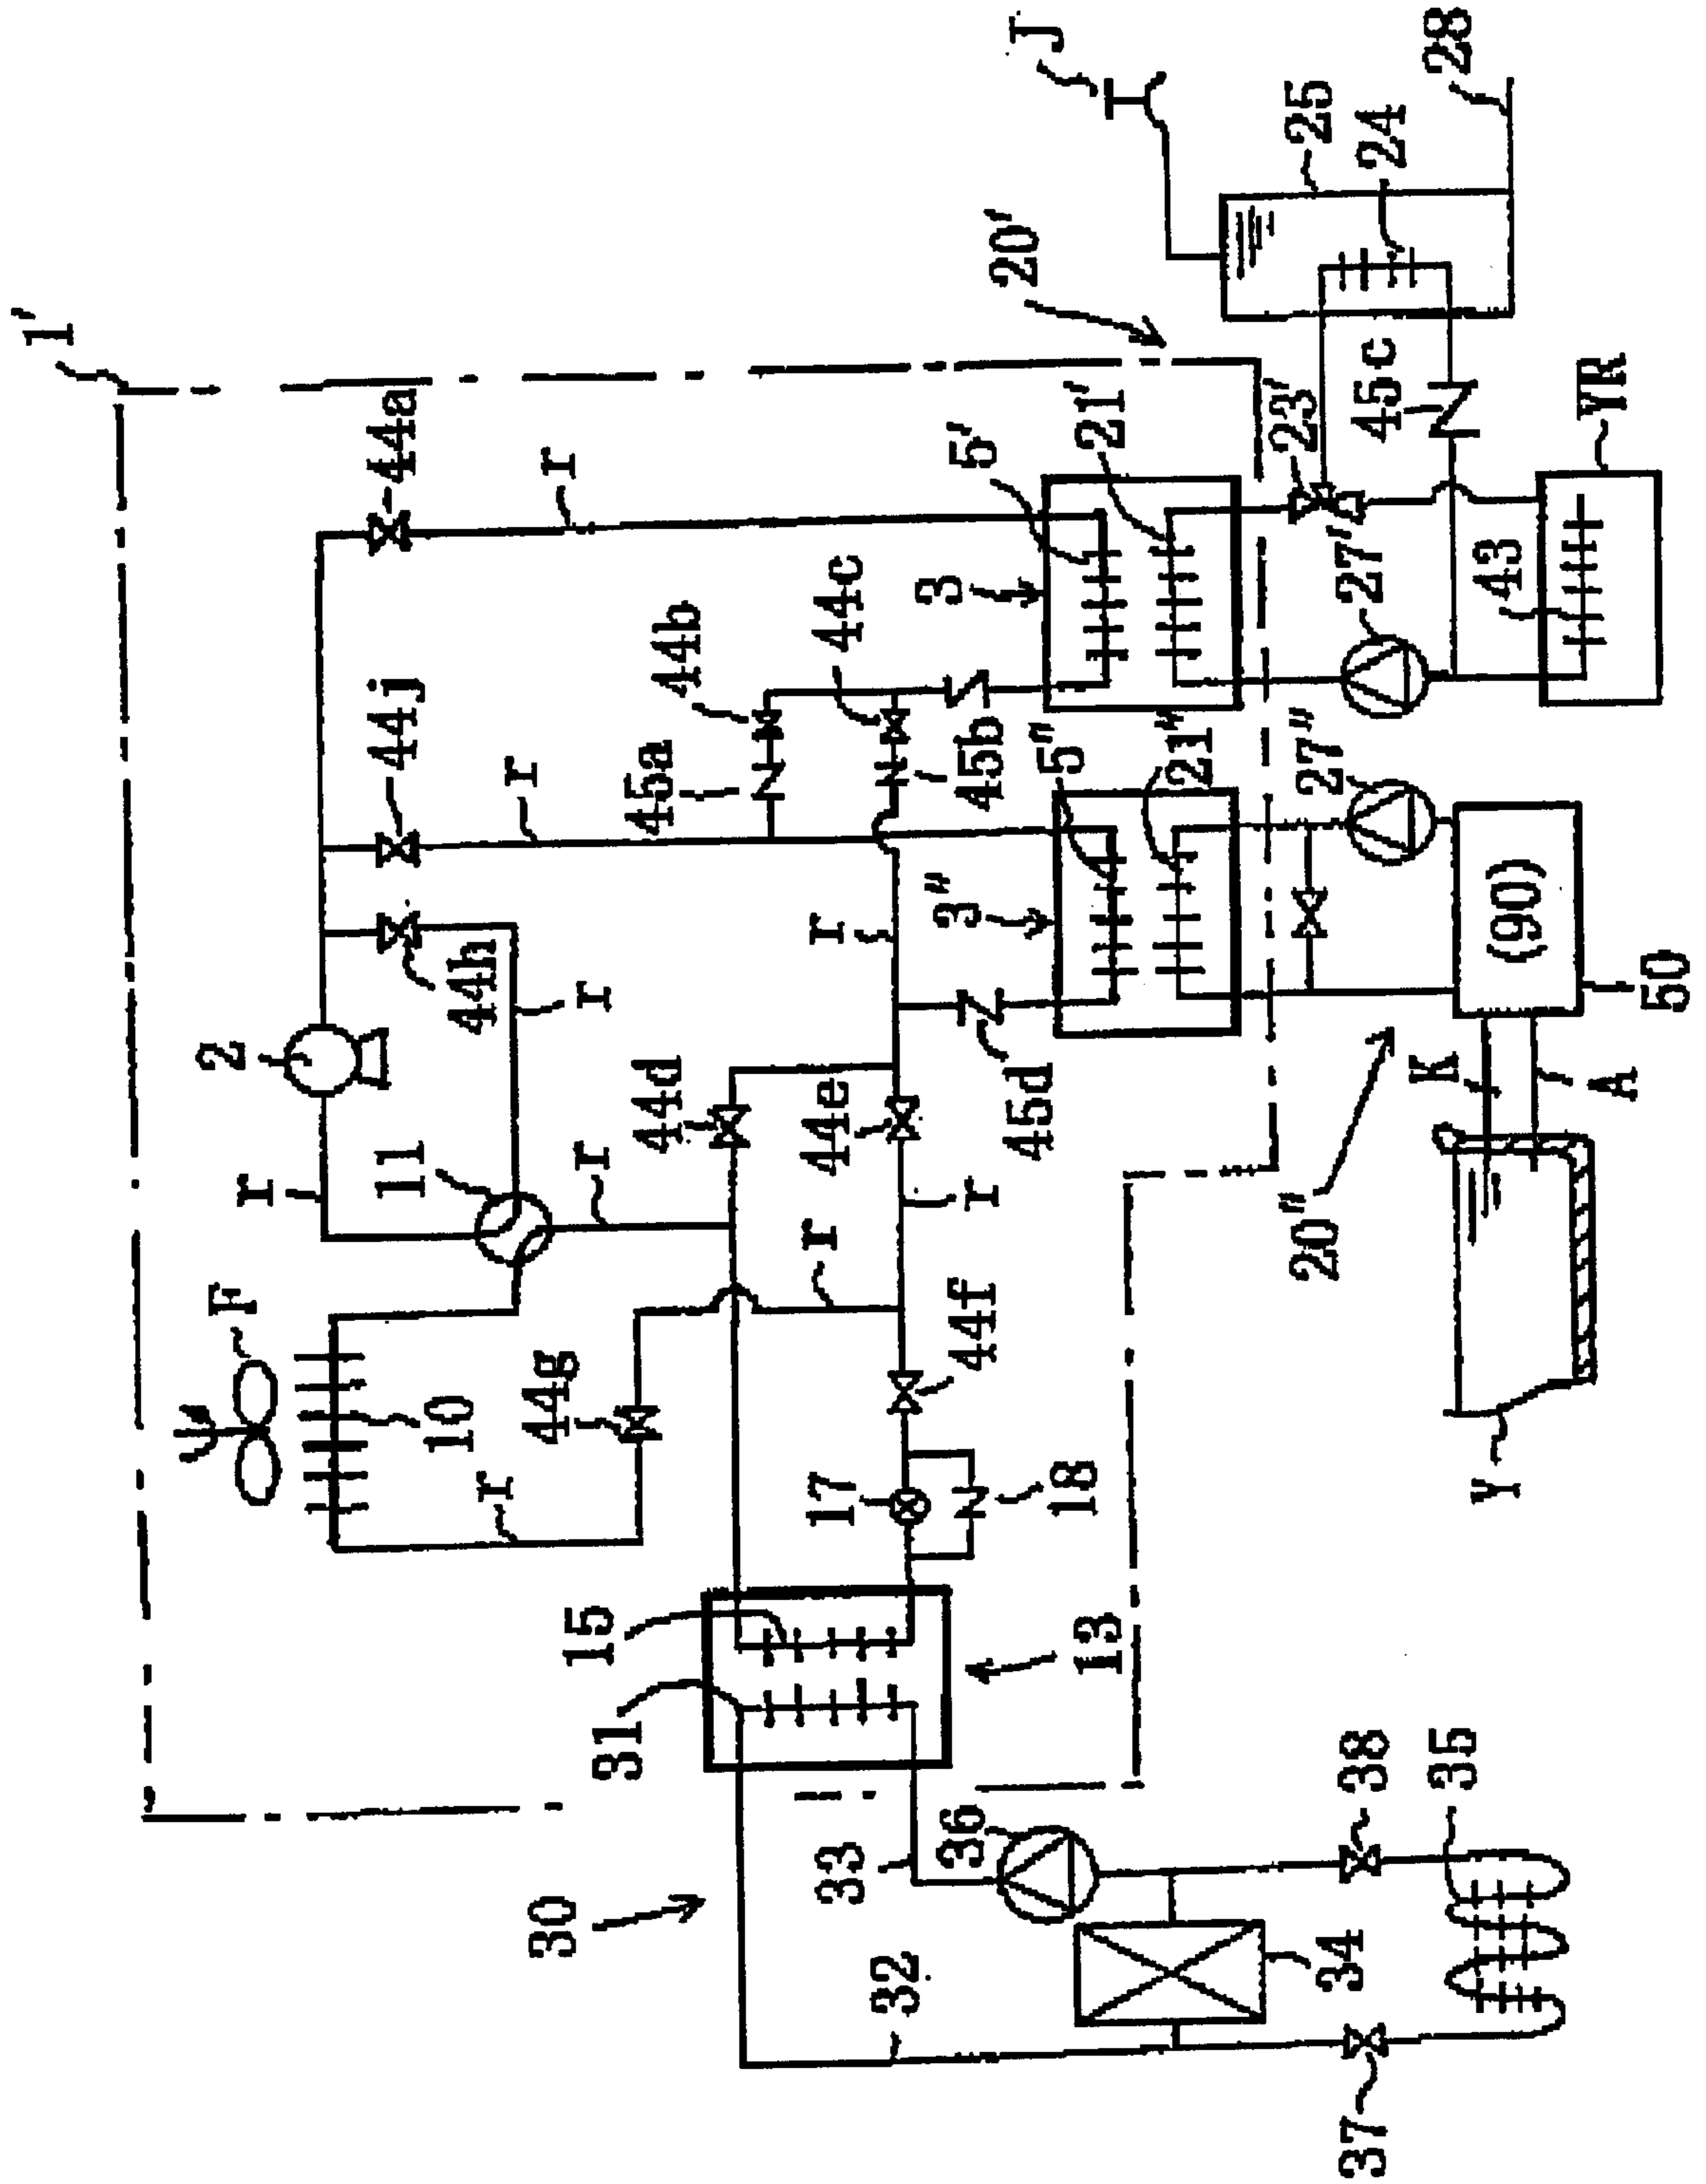 1'
44a
r
J
28
25
24
20'
5'
21'
23'
45c
YR
3
44c
44b
27'
43
44j
r
45a
45b
5"
21"
27"
44h
r
r
3"
(90)
50
2
44d
44e
45d
K
A
r
11
r
r
20"
F
r
44f
10
44g
r
17
18
Y
15
13
31
38
35
36
33
30
34
32
37